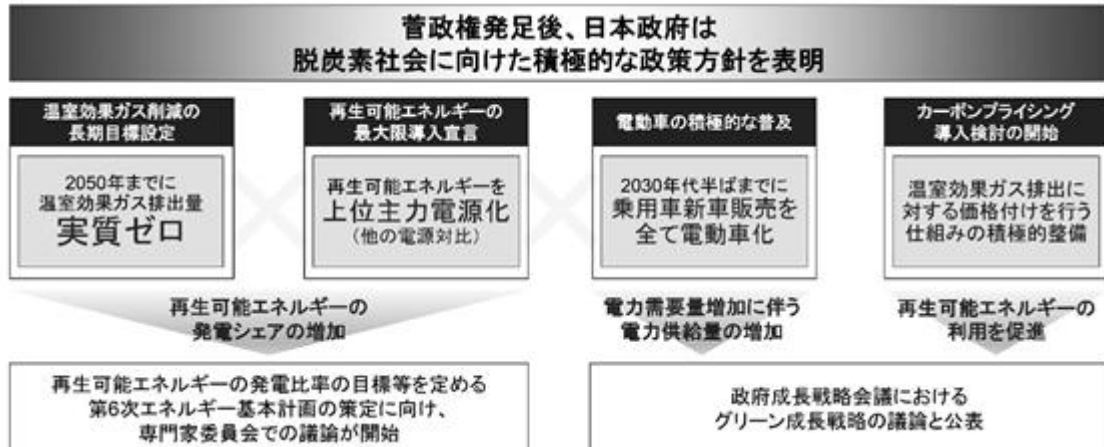 菅政権発足後、日本政府は
脱炭素社会に向けた積極的な政策方針を表明
温室効果ガス削減の
長期目標設定
2050年までに
温室効果ガス排出量
実質ゼロ
再生可能エネルギーの
最大限導入宣言
再生可能エネルギーを
上位主力電源化
(他の電源対比)
電動車の積極的な普及
2030年代半ばまでに
乗用車新車販売を
全て電動車化
カーボンプライシング
導入検討の開始
温室効果ガス排出に
対する価格付けを行う
仕組みの積極的整備
再生可能エネルギーの
発電シェアの増加
電力需要量増加に伴う
電力供給量の増加
再生可能エネルギーの
利用を促進
再生可能エネルギーの発電比率の目標等を定める
第6次エネルギー基本計画の策定に向け、
専門家委員会での議論が開始
政府成長戦略会議における
グリーン成長戦略の議論と公表